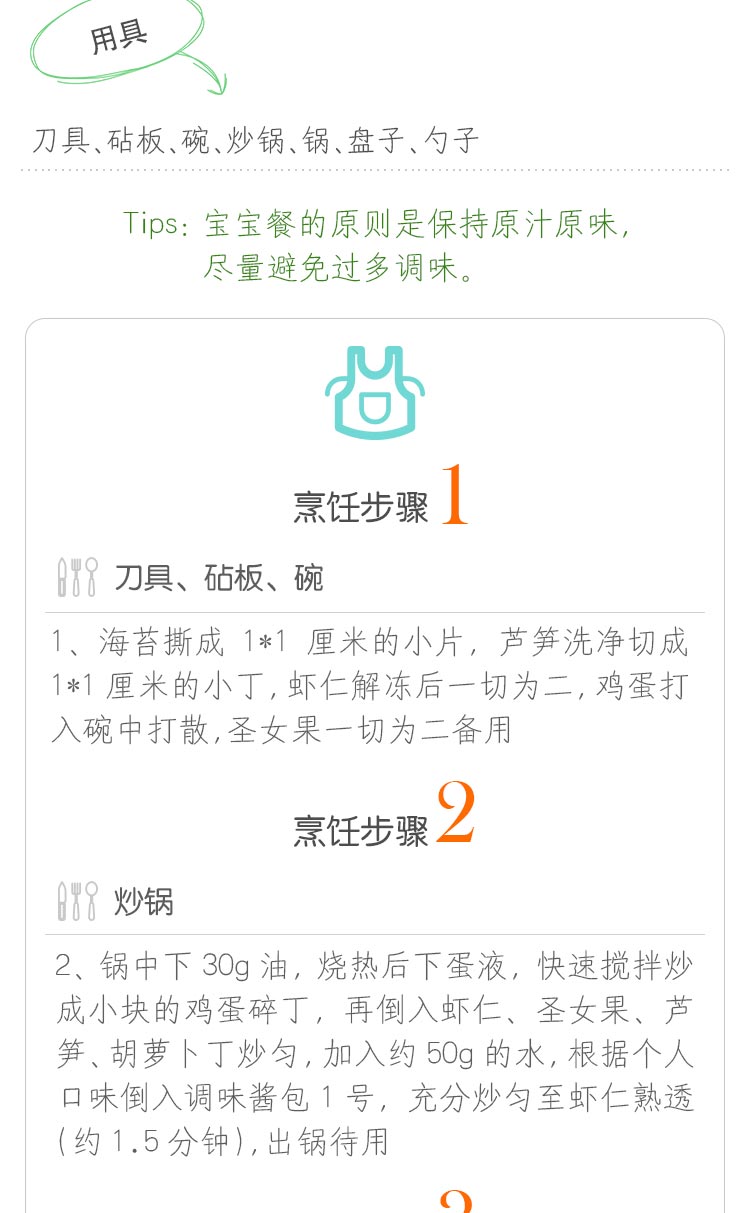 用具
刀具、砧板、碗、炒锅、锅、盘子、勺子
Tips: 宝宝餐的原则是保持原汁原味,
尽量避免过多调味。
烹饪步骤 1
刀具、砧板、碗
1、海苔撕成 1*1 厘米的小片, 芦笋洗净切成
1*1 厘米的小丁, 虾仁解冻后一切为二, 鸡蛋打
入碗中打散, 圣女果一切为二备用
烹饪步骤 2
炒锅
2、锅中下 30g 油, 烧热后下蛋液, 快速搅拌炒
成小块的鸡蛋碎丁, 再倒入虾仁、圣女果、芦
笋、胡萝卜丁炒匀, 加入约 50g 的水, 根据个人
口味倒入调味酱包 1 号, 充分炒匀至虾仁熟透
(约 1.5 分钟), 出锅待用